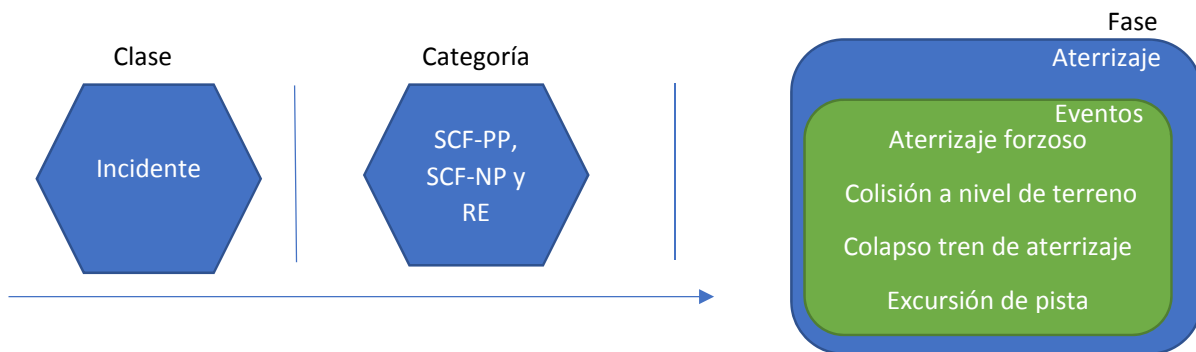 Clase
Incidente
Categoría
SCF-PP,
SCF-NP y
RE
Fase
Aterrizaje
Eventos
Aterrizaje forzoso
Colisión a nivel de terreno
Colapso tren de aterrizaje
Excursión de pista